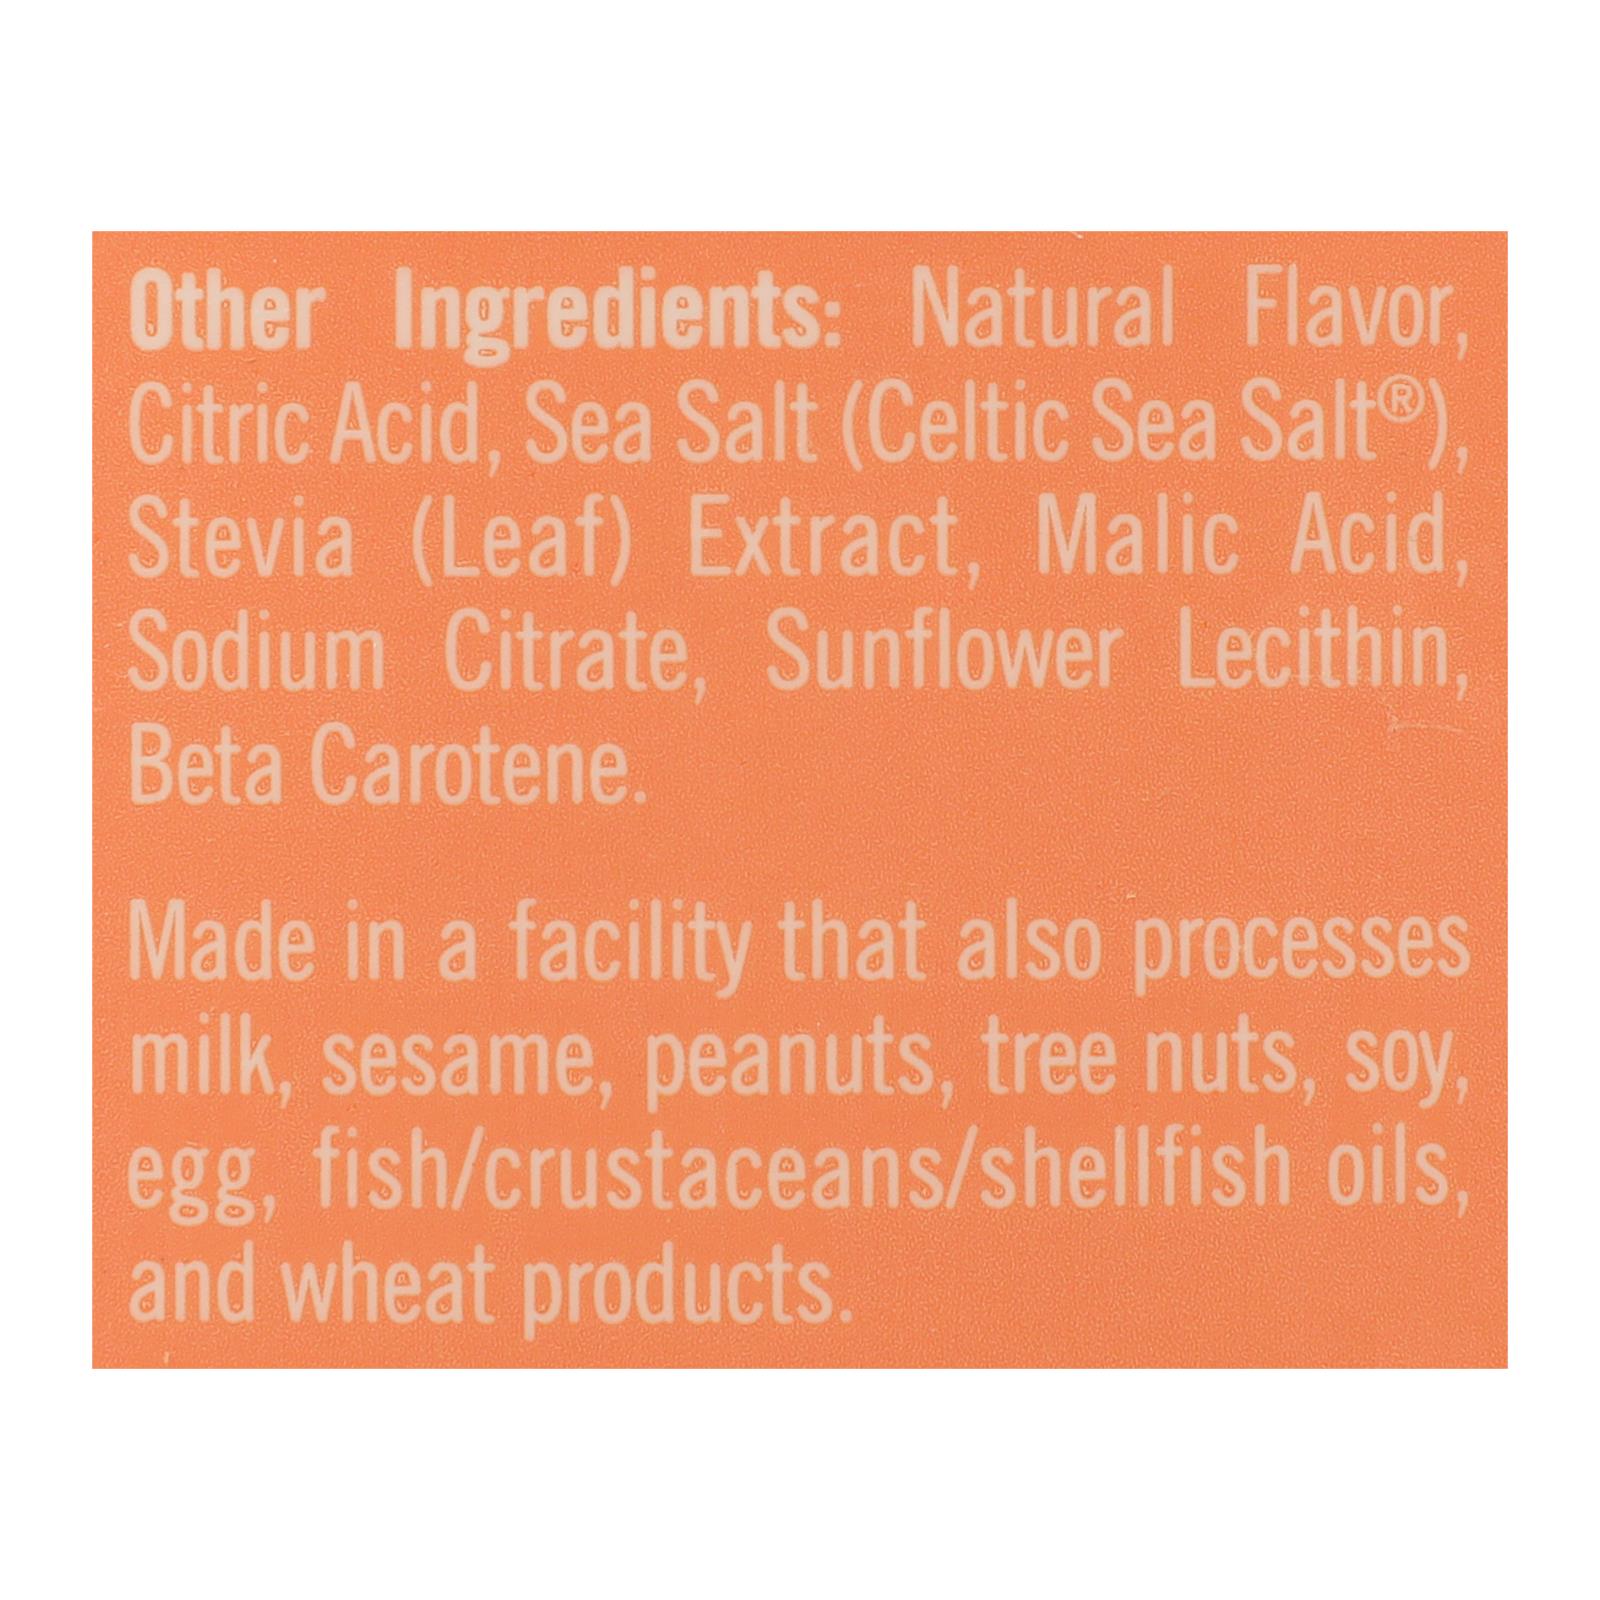 Other Ingredients: Natural Flavor,
Citric Acid, Sea Salt (Celtic Sea Salt®),
Stevia (Leaf) Extract, Malic Acid,
Sodium Citrate, Sunflower Lecithin,
Beta Carotene.
Made in a facility that also processes
milk, sesame, peanuts, tree nuts, soy,
egg, fish/crustaceans/shellfish oils,
and wheat products.